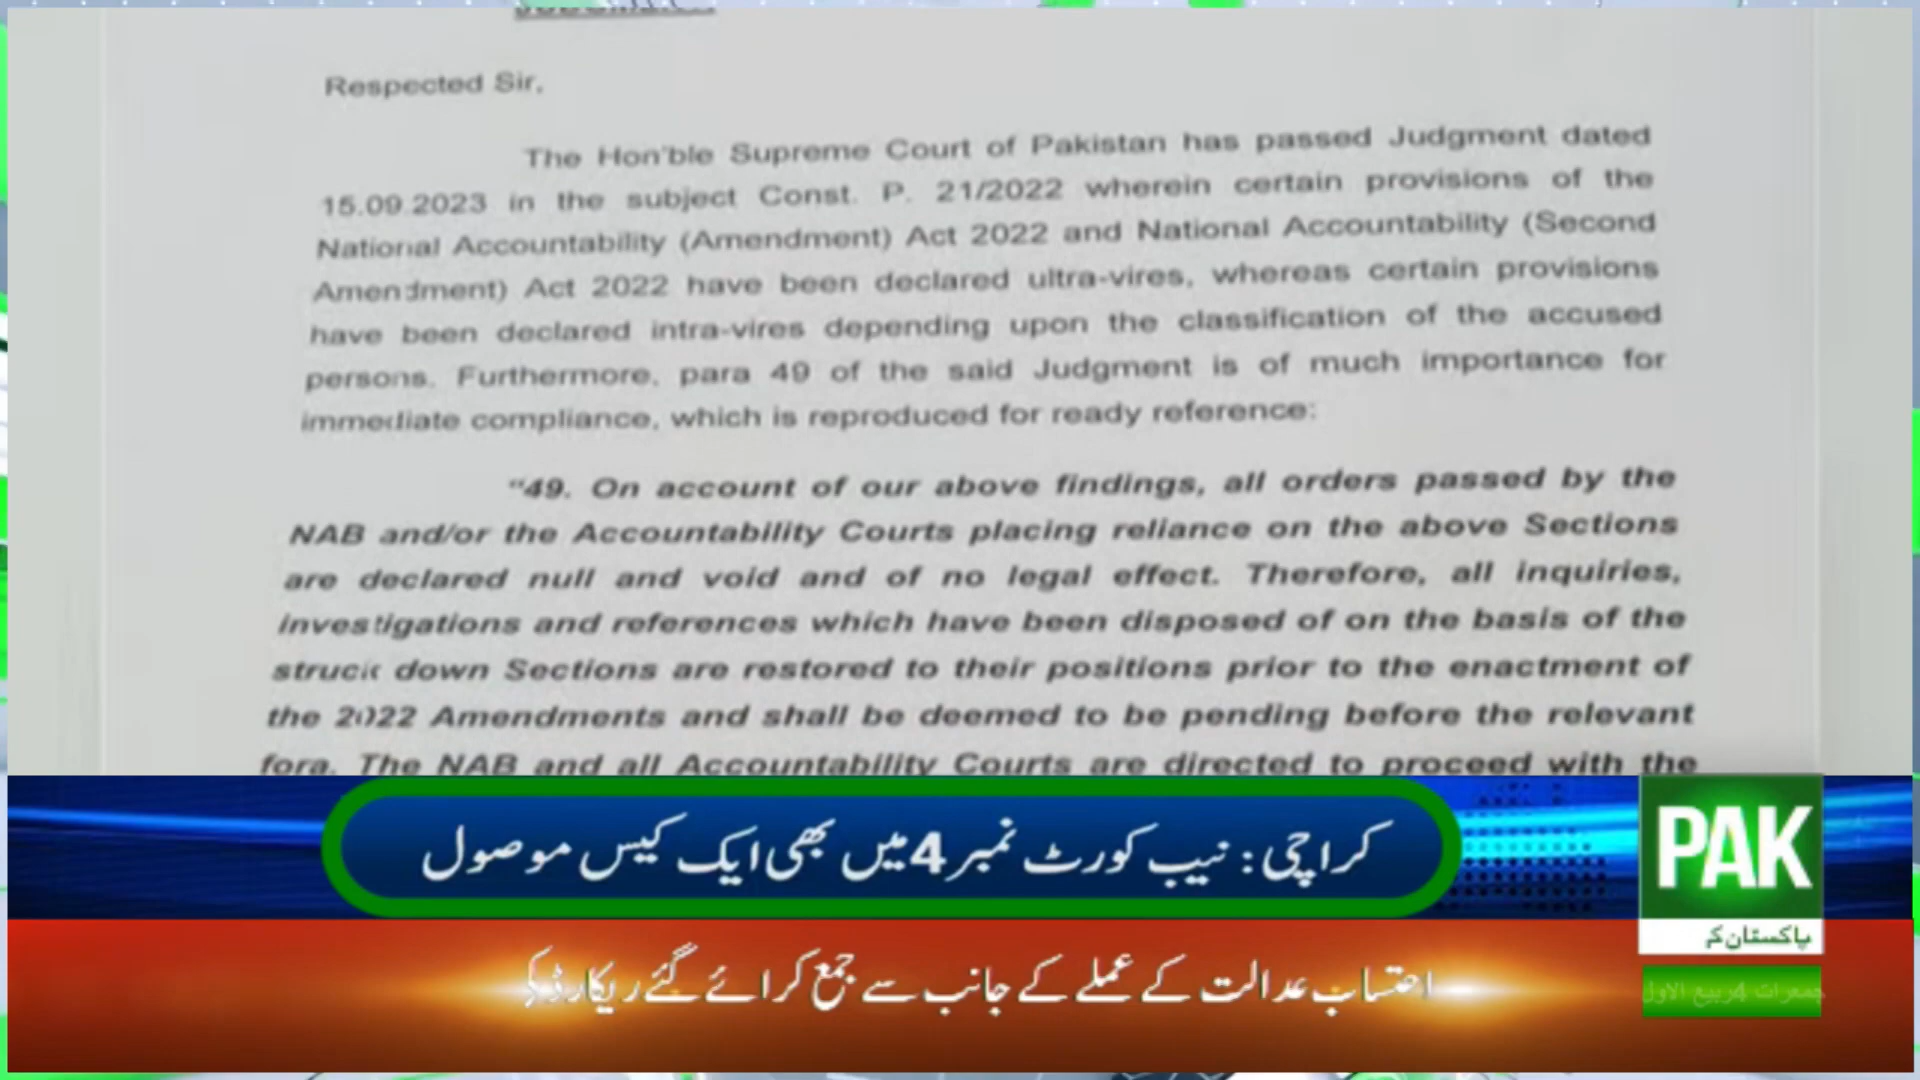 Respected Sir,
The Hon'ble Supreme Court of Pakistan has passed Judgment dated
15.09.2023 in the subject Const. P. 21/2022 wherein certain provisions of the
National Accountability (Amendment) Act 2022 and National Accountability (Second
Amendment) Act 2022 have been declared ultra-vires, whereas certain provisions
have been declared intra-vires depending upon the classification of the accused
persons. Furthermore, para 49 of the said Judgment is of much importance for
immediate compliance, which is reproduced for ready reference:
"49. On account of our above findings, all orders passed by the
NAB and/or the Accountability Courts placing reliance on the above Sections
are declared null and void and of no legal effect. Therefore, all inquiries,
investigations and references which have been disposed of on the basis of the
struck down Sections are restored to their positions prior to the enactment of
the 2022 Amendments and shall be deemed to be pending before the relevant
fora. The NAB and all Accountability Courts are directed to proceed with the
کراچی: نیب کورٹ نمبر 4 میں بھی ایک کیس موصول
احتساب عدالت کے عملے کے جانب سے جمع کرائے گئے ریکارڈ
PAK
پاکستان کی
جمعرات 4 ربیع الاول